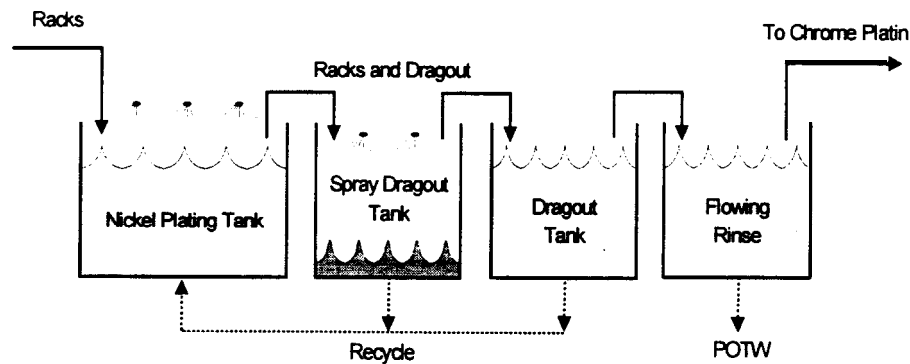 Racks
To Chrome Platin
Racks and Dragout
Nickel Plating Tank
Spray Dragout
Tank
Dragout
Tank
Flowing
Rinse
Recycle
POTW